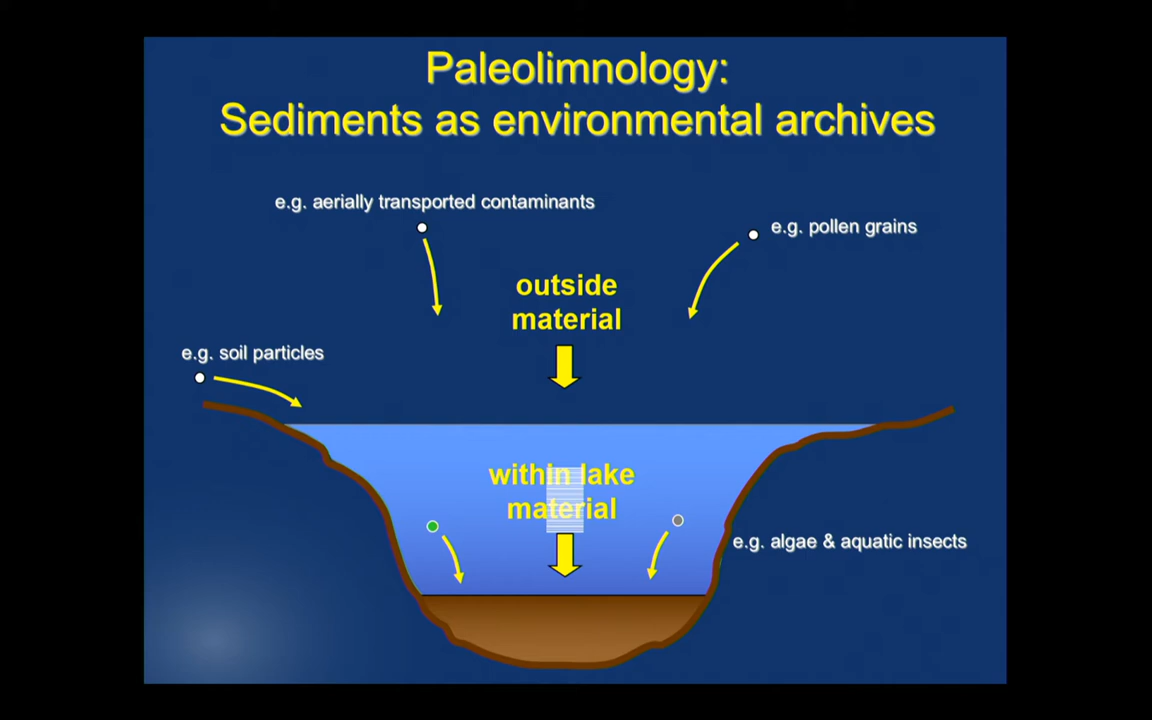 Paleolimnology:
Sediments as environmental archives
e.g. aerially transported contaminants
e.g. pollen grains
outside
material
e.g. soil particles
within lake
material
e.g. algae & aquatic insects